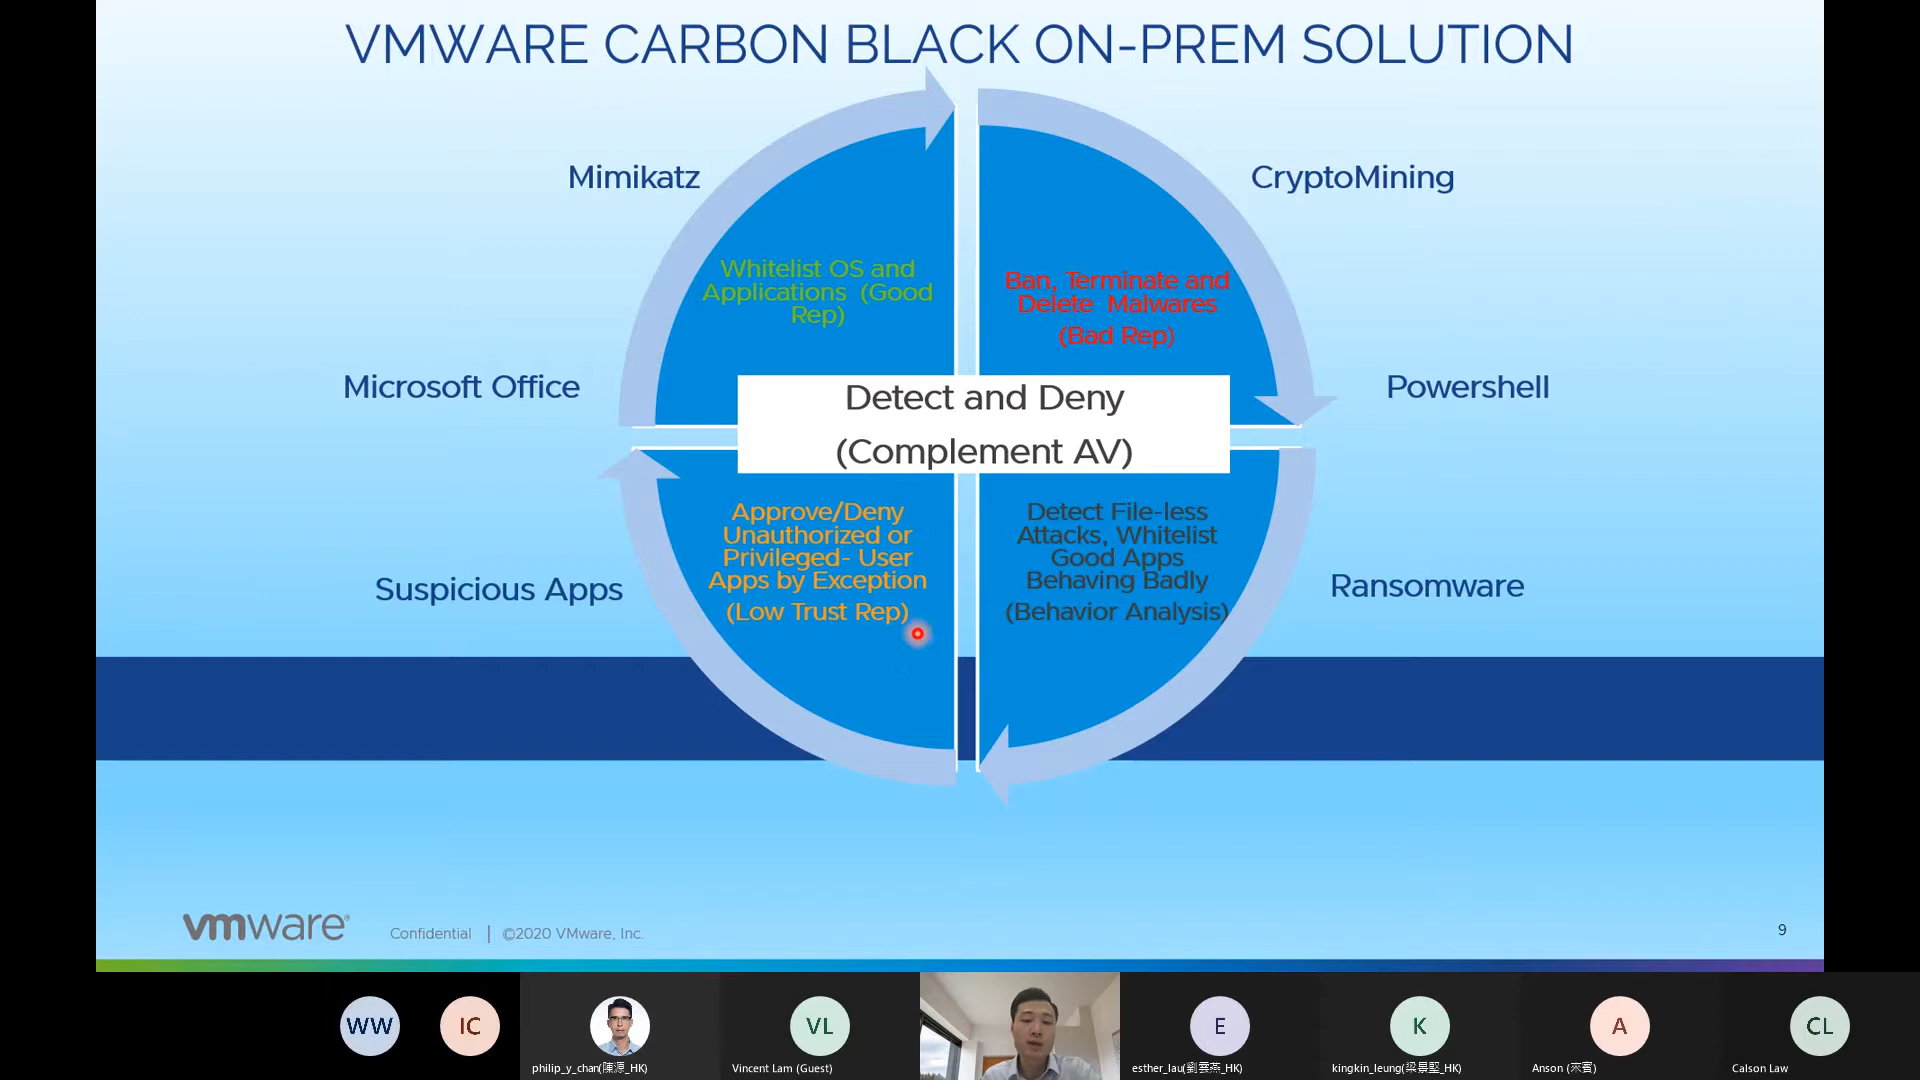 VMWARE CARBON BLACK ON-PREM SOLUTION
Mimikatz
CryptoMining
Whitelist OS and
Applications (Good
Rep)
Ban, Terminate and
Delete Malwares
(Bad Rep)
Microsoft Office
Powershell
Detect and Deny
(Complement AV)
Approve/Deny
Unauthorized or
Privileged- User
Apps by Exception
(Low Trust Rep)
Detect File-less
Attacks, Whitelist
Good Apps
Behaving Badly
(Behavior Analysis)
Suspicious Apps
Ransomware
vmware®
Confidential | ©2020 VMware, Inc.
9
WW
IC
VL
E
K
A
CL
philip_y_chan(陳源_HK)
Vincent Lam (Guest)
esther_lau(劉雲燕_HK)
kingkin_leung(梁景堅_HK)
Anson (來賓)
Calson Law